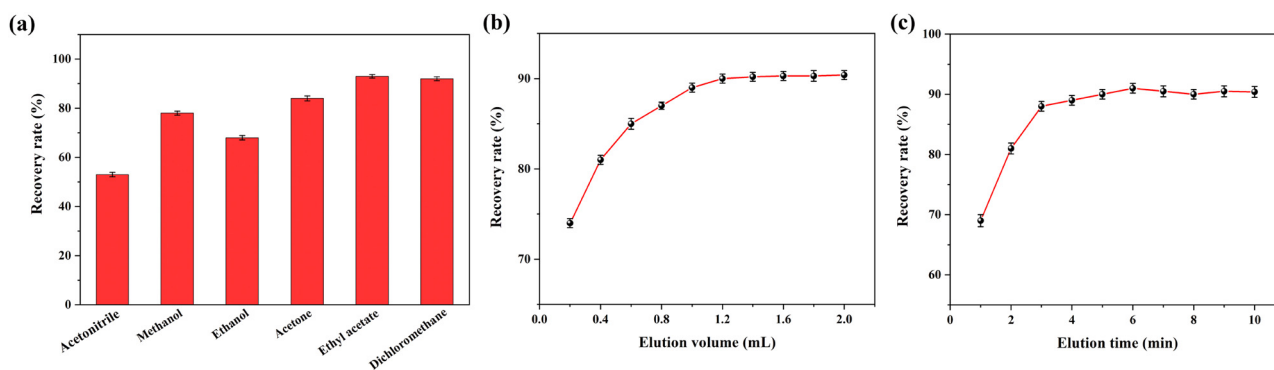 (a)
Recovery rate (%)
100
80
60
40
20
0
Acetonitrile
Methanol
Ethanol
Acetone
Ethyl acetate
Dichloromethane
(b)
Recovery rate (%)
90
80
70
0.0 0.4 0.8 1.2 1.6 2.0
Elution volume (mL)
(c)
Recovery rate (%)
100
90
80
70
60
0 2 4 6 8 10
Elution time (min)